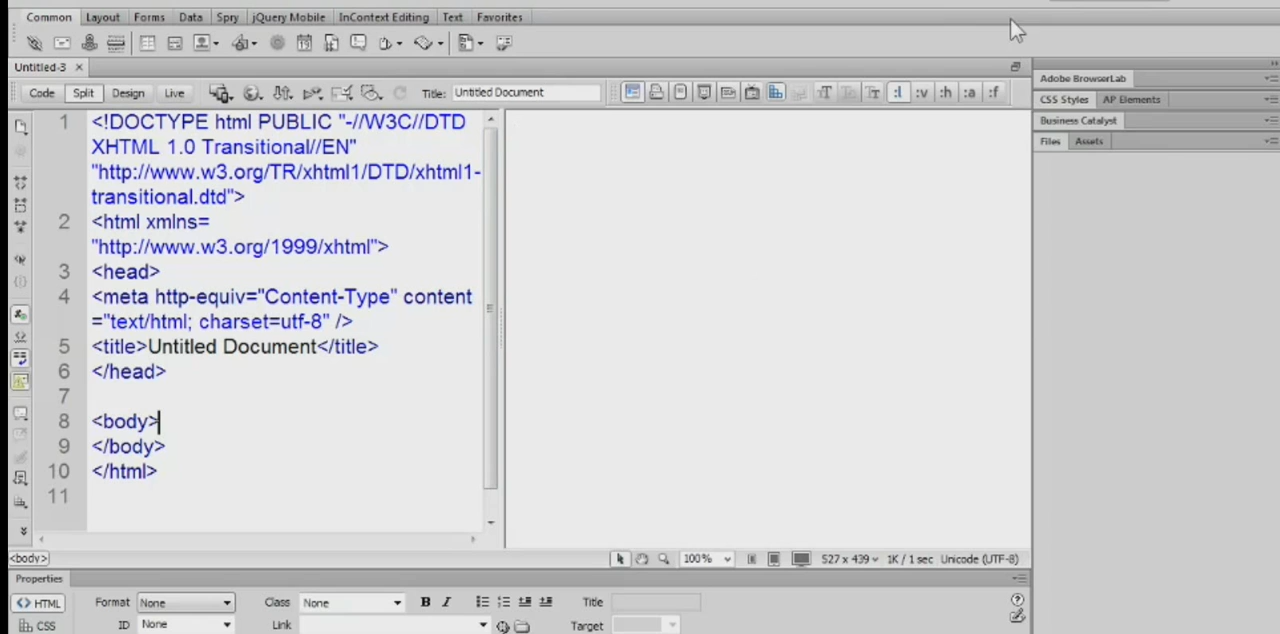 Common Layout Forms Data Spry jQuery Mobile InContext Editing Text Favorites
Untitled-3 ×
Code Split Design Live Title: Untitled Document
:l :v :h :a :f
Adobe BrowserLab
CSS Styles AP Elements
Business Catalyst
Files Assets
1 <!DOCTYPE html PUBLIC "-//W3C//DTD
XHTML 1.0 Transitional//EN"
"http://www.w3.org/TR/xhtml1/DTD/xhtml1-
transitional.dtd">
2 <html xmlns=
"http://www.w3.org/1999/xhtml">
3 <head>
4 <meta http-equiv="Content-Type" content
="text/html; charset=utf-8" />
5 <title>Untitled Document</title>
6 </head>
7
8 <body>
9 </body>
10 </html>
11
<body> 100% 527 x 439 1K / 1 sec Unicode (UTF-8)
Properties
<> HTML Format None Class None B I Title
CSS ID None Link Target